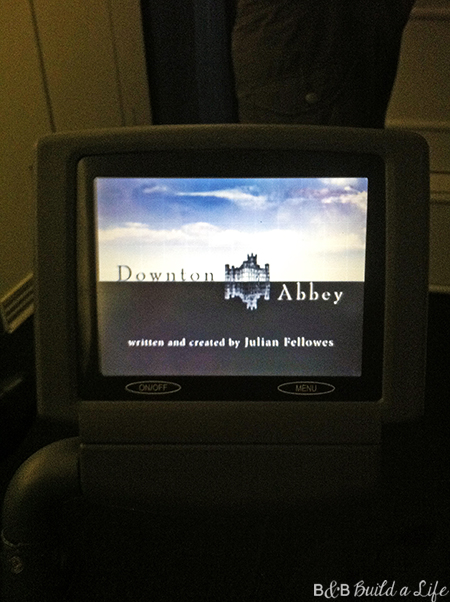 Downton
Abbey
written and created by Julian Fellowes
ON/OFF
MENU
B&B Build a Life